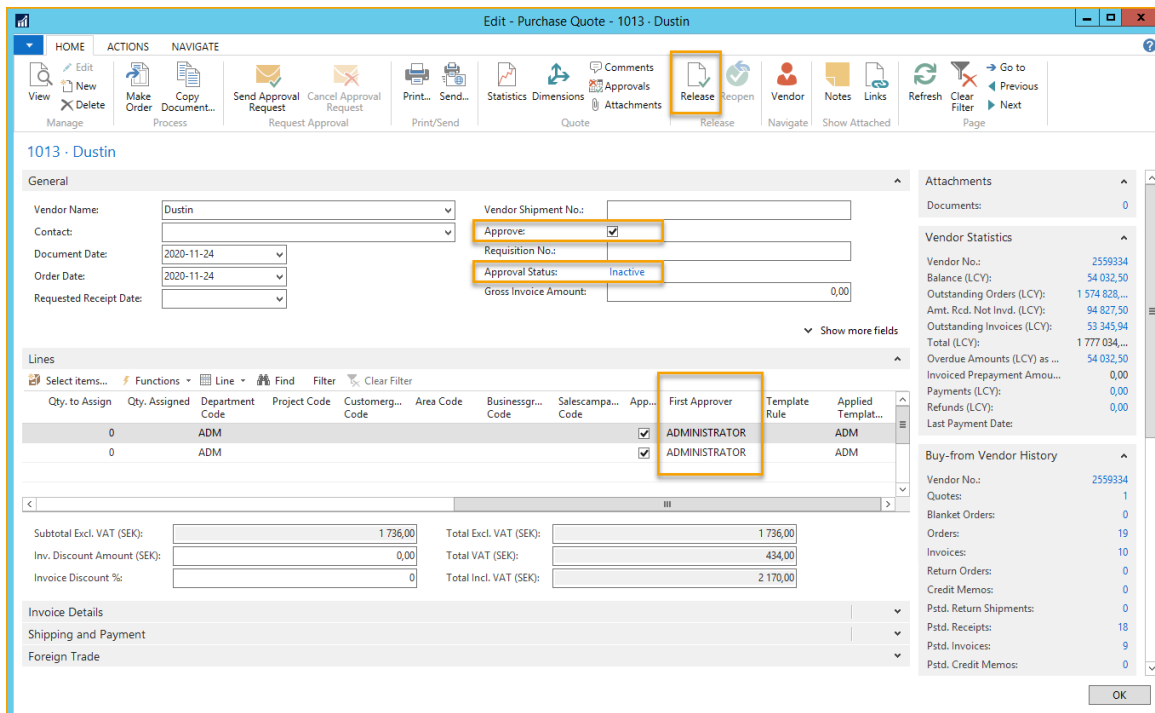 Edit - Purchase Quote - 1013 · Dustin
HOME ACTIONS NAVIGATE
View
Edit
New
Delete
Manage
Make Order
Copy Document...
Process
Send Approval Request
Cancel Approval Request
Request Approval
Print...
Send...
Print/Send
Statistics
Dimensions
Comments
Approvals
Attachments
Quote
Release
Reopen
Release
Vendor
Navigate
Notes
Links
Show Attached
Refresh
Clear Filter
Go to
Previous
Next
Page
1013 · Dustin
General
Vendor Name: Dustin
Contact:
Document Date: 2020-11-24
Order Date: 2020-11-24
Requested Receipt Date:
Vendor Shipment No.:
Approve:
Requisition No.:
Approval Status: Inactive
Gross Invoice Amount: 0,00
Show more fields
Lines
Select items... Functions Line Find Filter Clear Filter
Qty. to Assign Qty. Assigned Department Code Project Code Customerg... Code Area Code Businessgr... Code Salescampa... Code App... First Approver Template Rule Applied Templat...
0 ADM ADMINISTRATOR ADM
0 ADM ADMINISTRATOR ADM
Subtotal Excl. VAT (SEK): 1 736,00 Total Excl. VAT (SEK): 1 736,00
Inv. Discount Amount (SEK): 0,00 Total VAT (SEK): 434,00
Invoice Discount %: 0 Total Incl. VAT (SEK): 2 170,00
Invoice Details
Shipping and Payment
Foreign Trade
Attachments
Documents: 0
Vendor Statistics
Vendor No.: 2559334
Balance (LCY): 54 032,50
Outstanding Orders (LCY): 1 574 828,...
Amt. Rcd. Not Invd. (LCY): 94 827,50
Outstanding Invoices (LCY): 53 345,94
Total (LCY): 1 777 034,...
Overdue Amounts (LCY) as ... 54 032,50
Invoiced Prepayment Amou... 0,00
Payments (LCY): 0,00
Refunds (LCY): 0,00
Last Payment Date:
Buy-from Vendor History
Vendor No.: 2559334
Quotes: 1
Blanket Orders: 0
Orders: 19
Invoices: 10
Return Orders: 0
Credit Memos: 0
Pstd. Return Shipments: 0
Pstd. Receipts: 18
Pstd. Invoices: 9
Pstd. Credit Memos: 0
OK